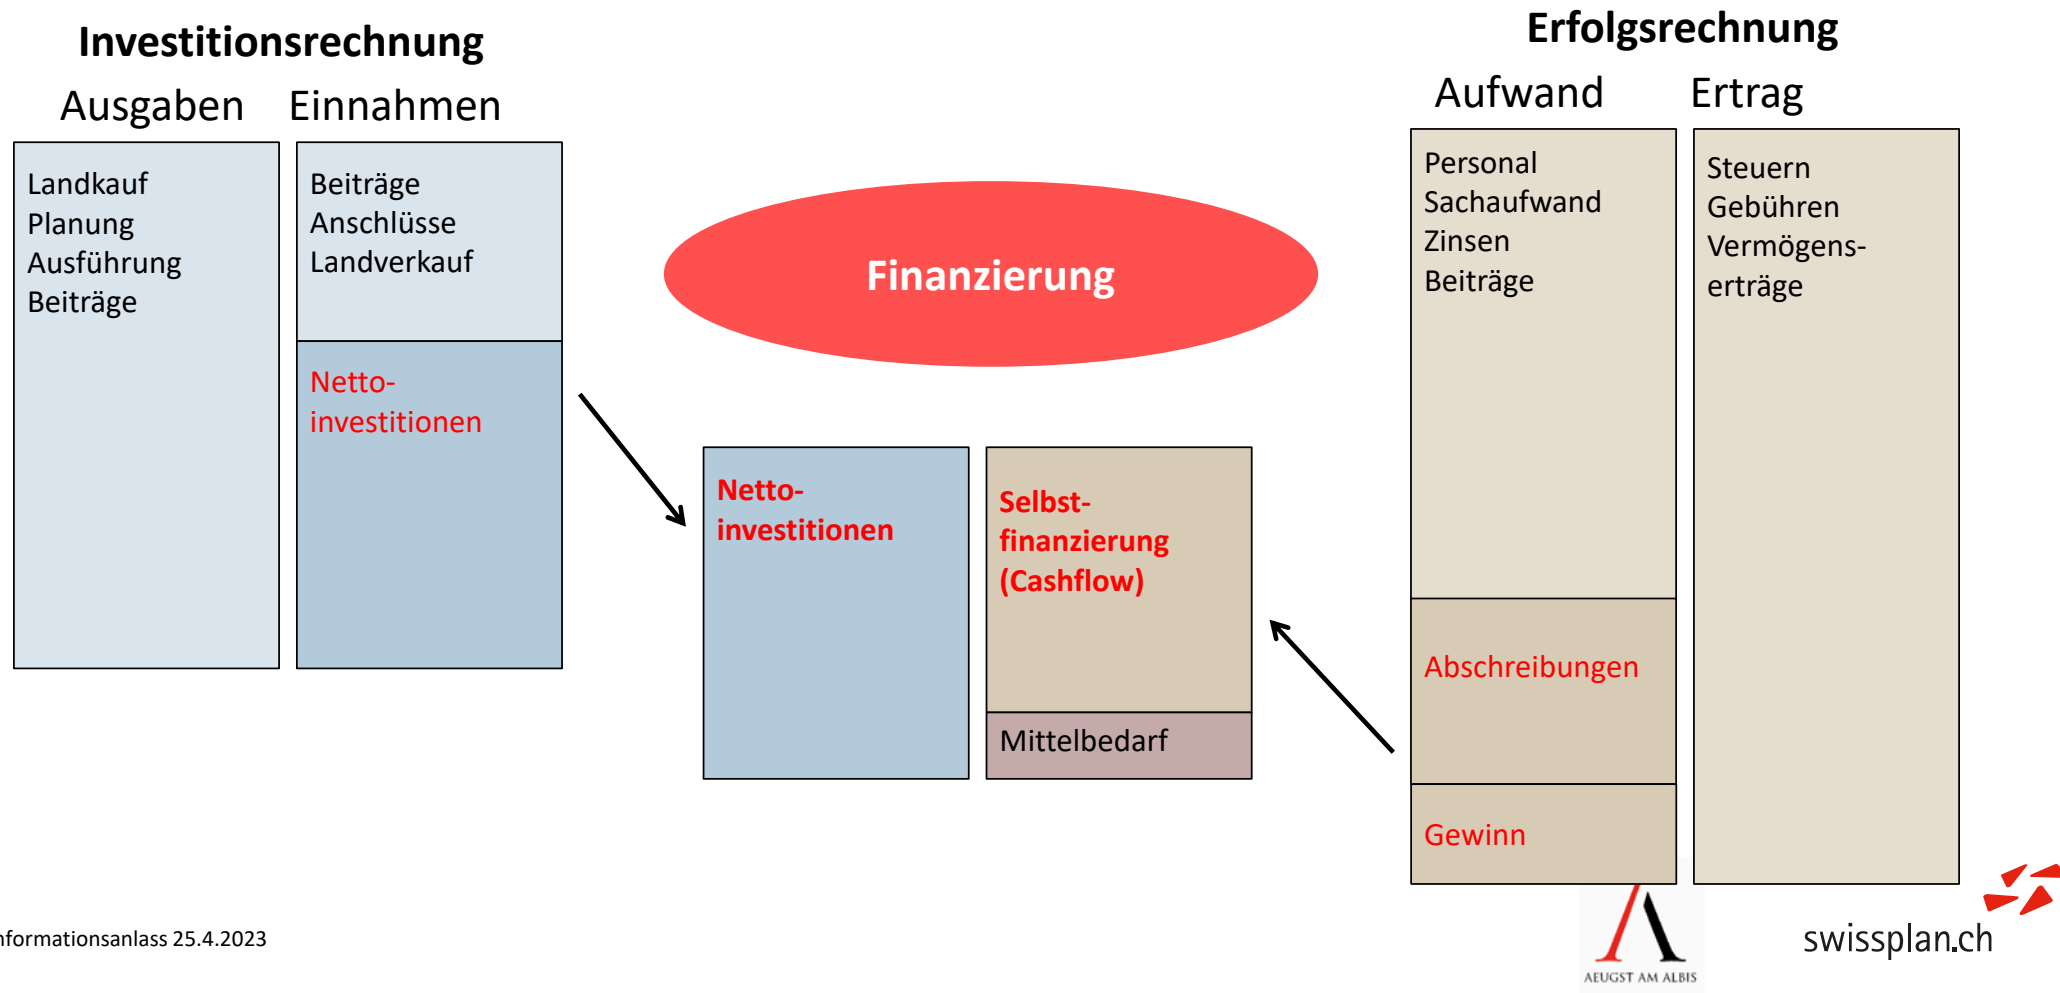 Investitionsrechnung
Ausgaben
Einnahmen
Landkauf
Planung
Ausführung
Beiträge
Beiträge
Anschlüsse
Landverkauf
Netto-
investitionen
Finanzierung
Netto-
investitionen
Selbst-
finanzierung
(Cashflow)
Mittelbedarf
Erfolgsrechnung
Aufwand
Ertrag
Personal
Sachaufwand
Zinsen
Beiträge
Abschreibungen
Gewinn
Steuern
Gebühren
Vermögens-
erträge
nformationsanlass 25.4.2023
AEUGST AM ALBIS
swissplan.ch